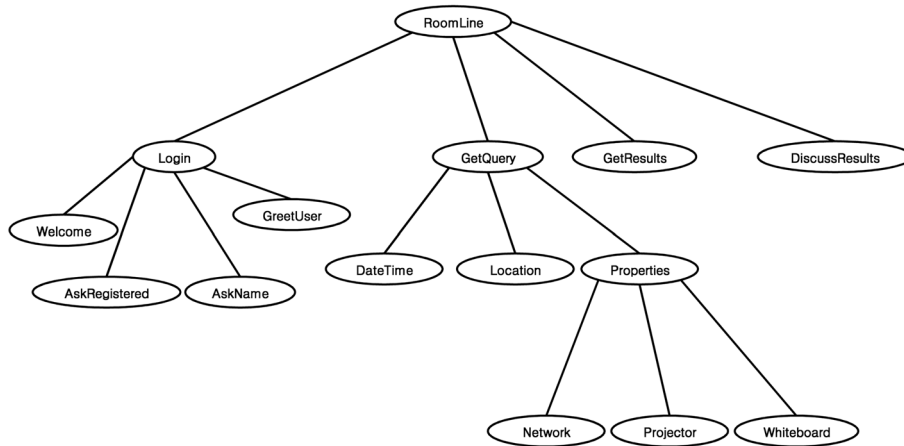 RoomLine
Login
GetQuery
GetResults
DiscussResults
Welcome
GreetUser
AskRegistered
AskName
DateTime
Location
Properties
Network
Projector
Whiteboard